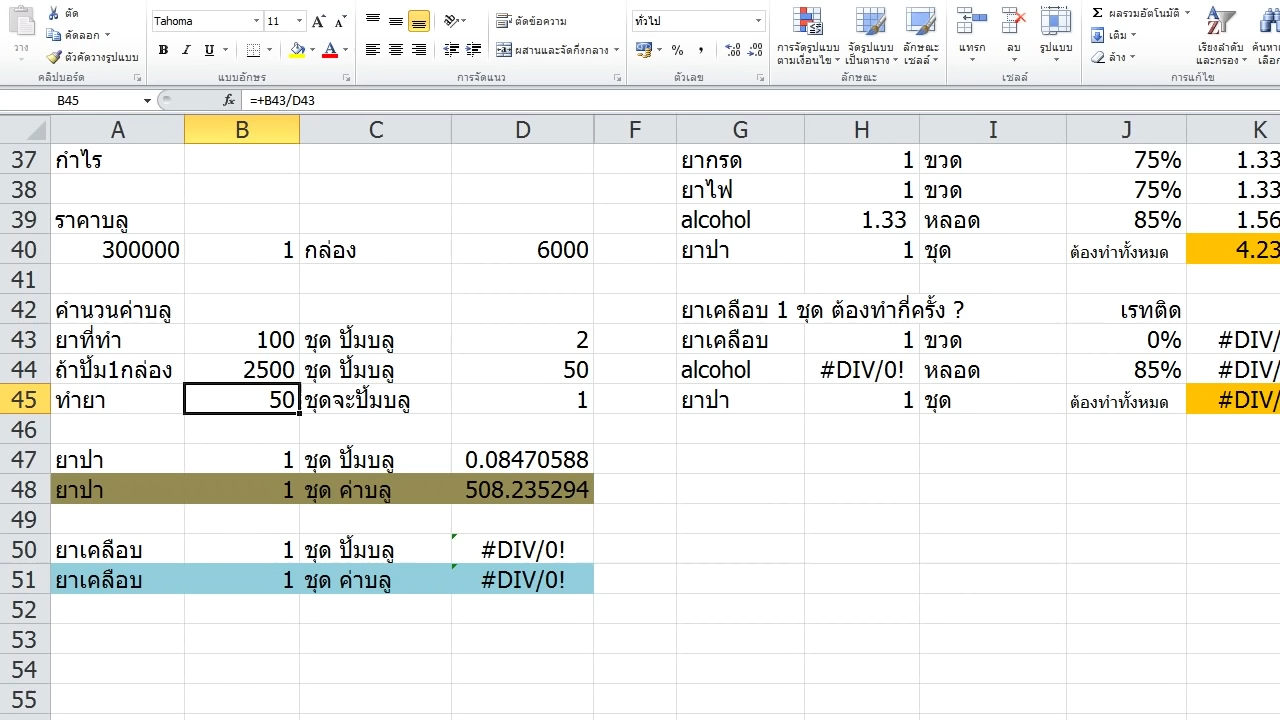 ตัด
คัดลอก
วาง
ตัวคัดวางรูปแบบ
คลิปบอร์ด
Tahoma 11
B I U
แบบอักษร
ตัดข้อความ
ผสานและจัดกึ่งกลาง
การจัดแนว
ทั่วไป
ตัวเลข
การจัดรูปแบบ ตามเงื่อนไข
จัดรูปแบบ เป็นตาราง
ลักษณะ เซลล์
ลักษณะ
แทรก ลบ รูปแบบ
เซลล์
Σ ผลรวมอัตโนมัติ
เติม
ล้าง
เรียงลำดับ และกรอง
การแก้ไข
B45 fx =+B43/D43
A B C D F G H I J K
37 กำไร ยากรด 1 ขวด 75% 1.33
38 ยาไฟ 1 ขวด 75% 1.33
39 ราคาบลู alcohol 1.33 หลอด 85% 1.56
40 300000 1 กล่อง 6000 ยาปา 1 ชุด ต้องทำทั้งหมด 4.23
41
42 คำนวนค่าบลู ยาเคลือบ 1 ชุด ต้องทำกี่ครั้ง ? เรทติด
43 ยาที่ทำ 100 ชุด ปั้มบลู 2 ยาเคลือบ 1 ขวด 0% #DIV/
44 ถ้าปั้ม1กล่อง 2500 ชุด ปั้มบลู 50 alcohol #DIV/0! หลอด 85% #DIV/
45 ทำยา 50 ชุดจะปั้มบลู 1 ยาปา 1 ชุด ต้องทำทั้งหมด #DIV/
46
47 ยาปา 1 ชุด ปั้มบลู 0.08470588
48 ยาปา 1 ชุด ค่าบลู 508.235294
49
50 ยาเคลือบ 1 ชุด ปั้มบลู #DIV/0!
51 ยาเคลือบ 1 ชุด ค่าบลู #DIV/0!
52
53
54
55